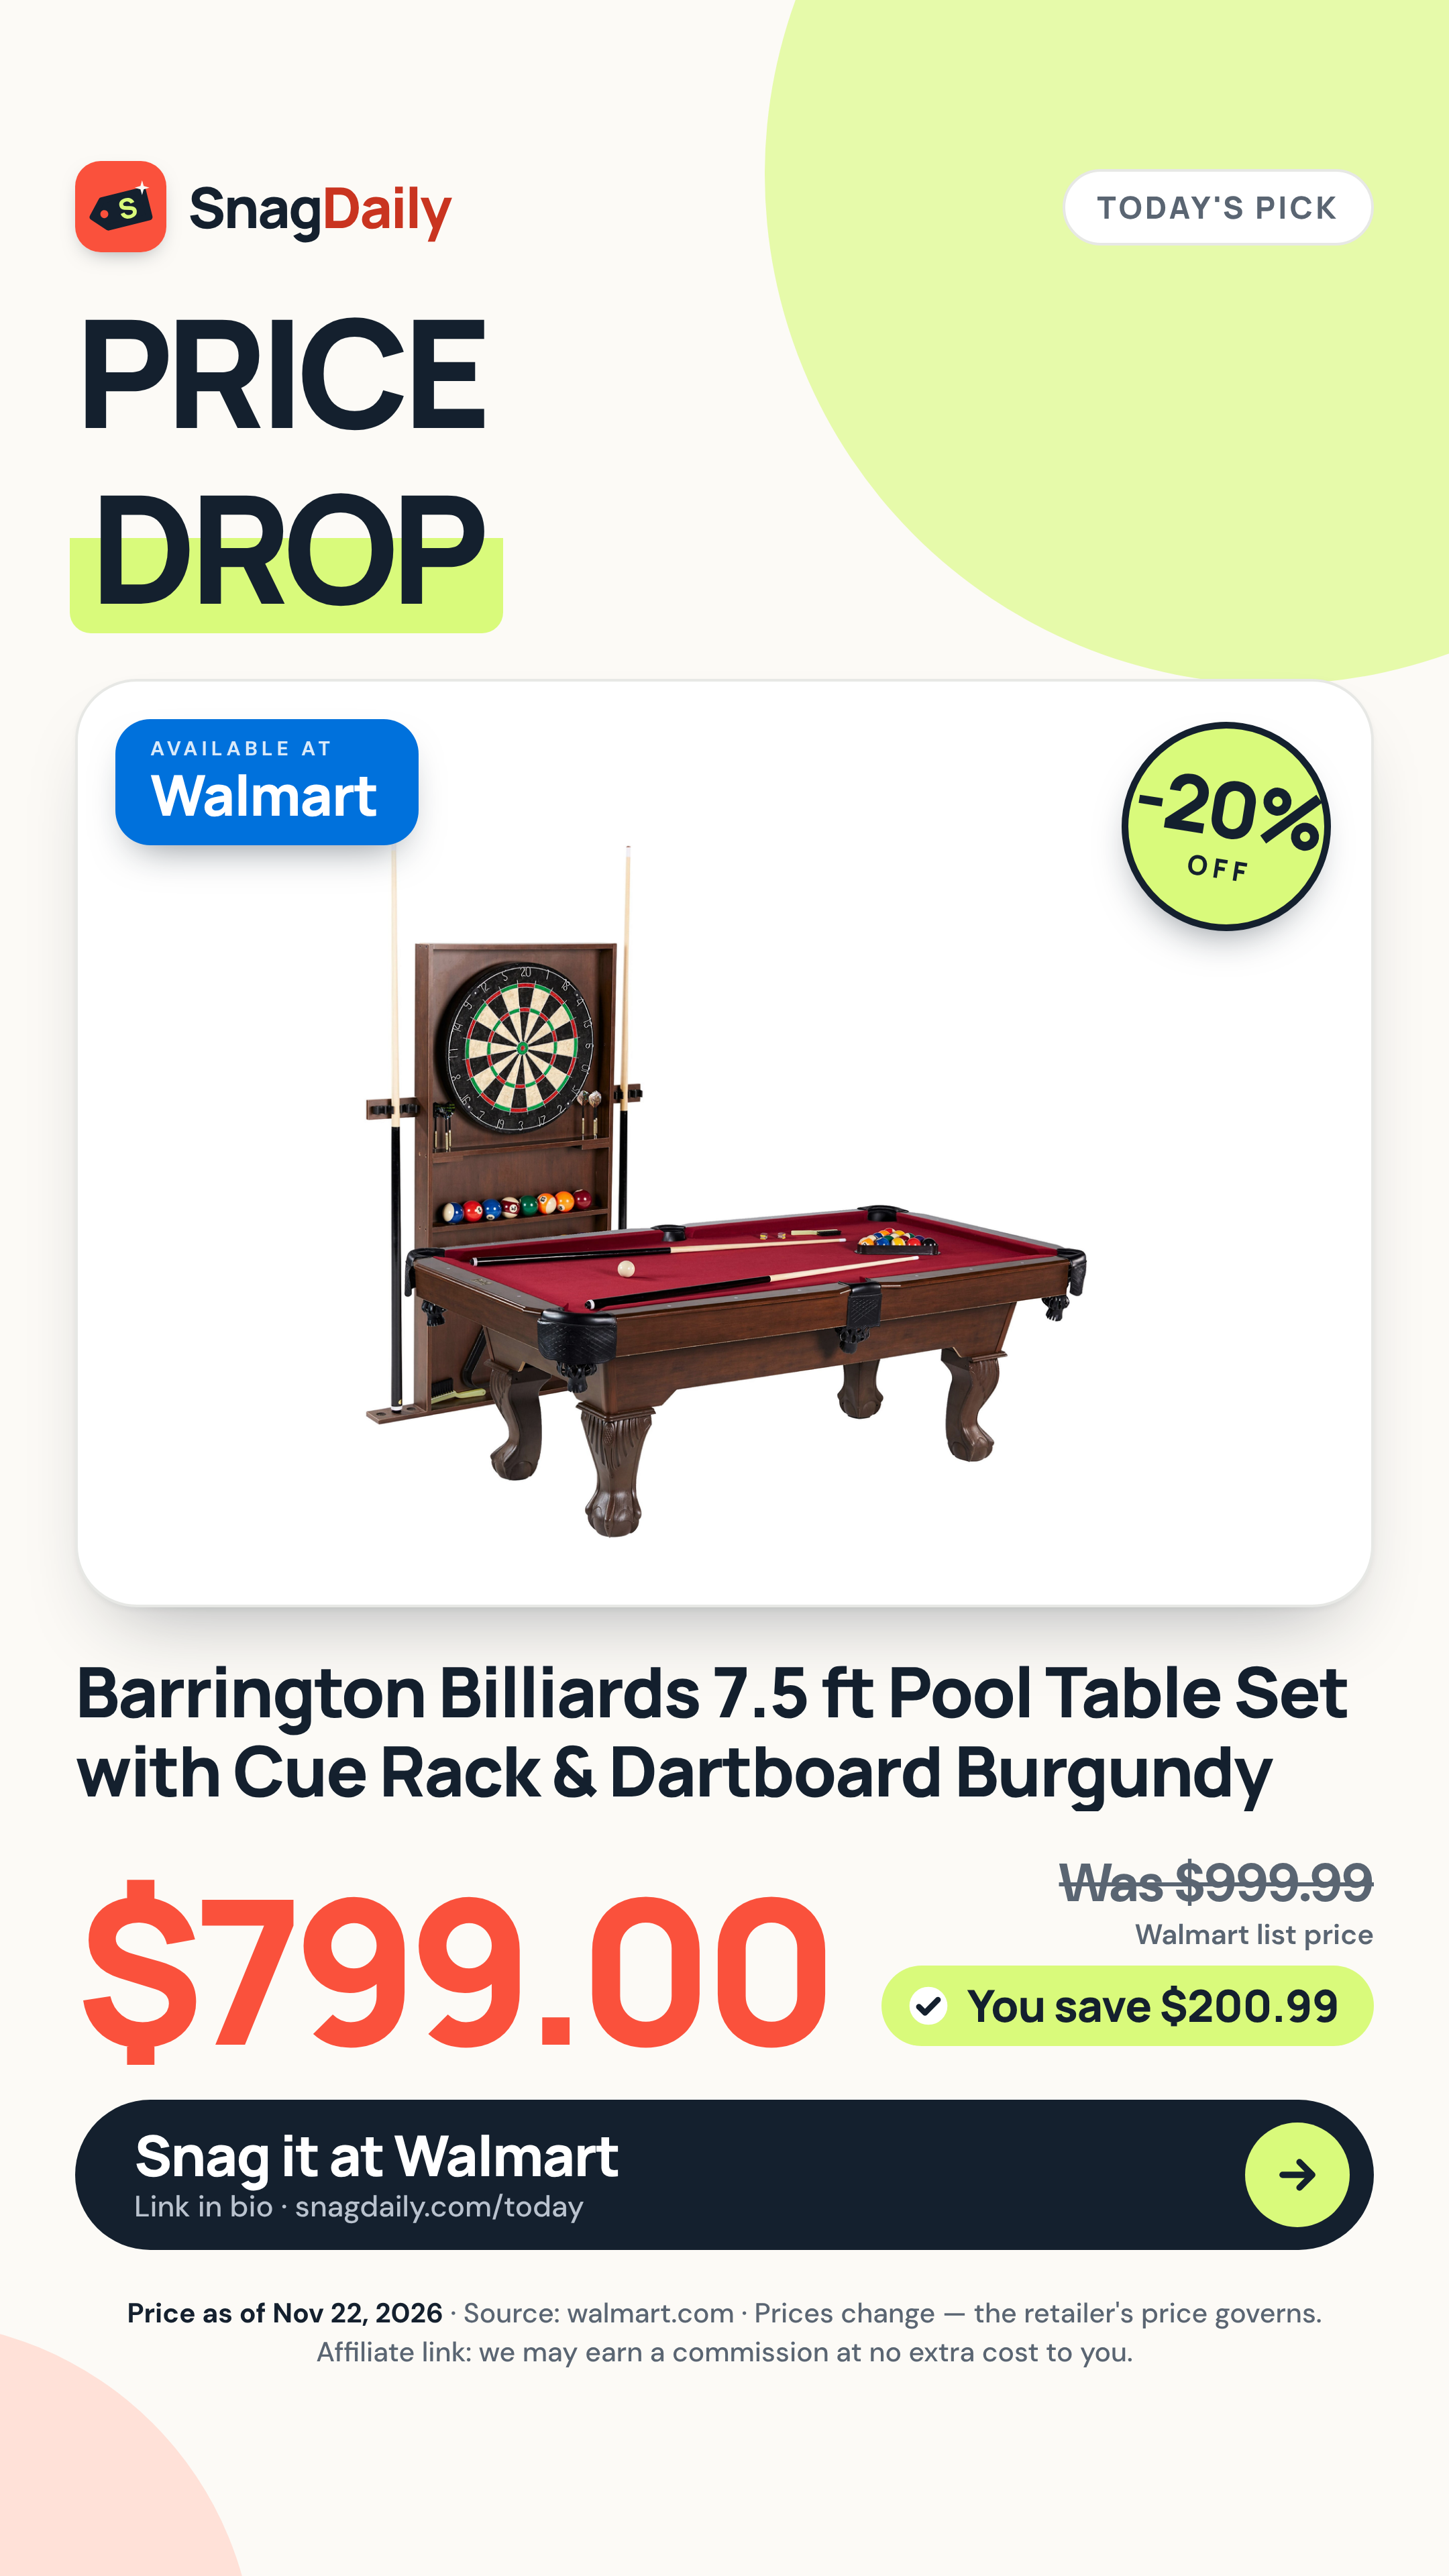 S
SnagDaily
TODAY'S PICK
PRICE
DROP
AVAILABLE AT
Walmart
-20%
OFF
Barrington Billiards 7.5 ft Pool Table Set
with Cue Rack & Dartboard Burgundy
$799.00
Was $999.99
Walmart list price
You save $200.99
Snag it at Walmart
Link in bio · snagdaily.com/today
Price as of Nov 22, 2026 · Source: walmart.com · Prices change — the retailer's price governs.
Affiliate link: we may earn a commission at no extra cost to you.